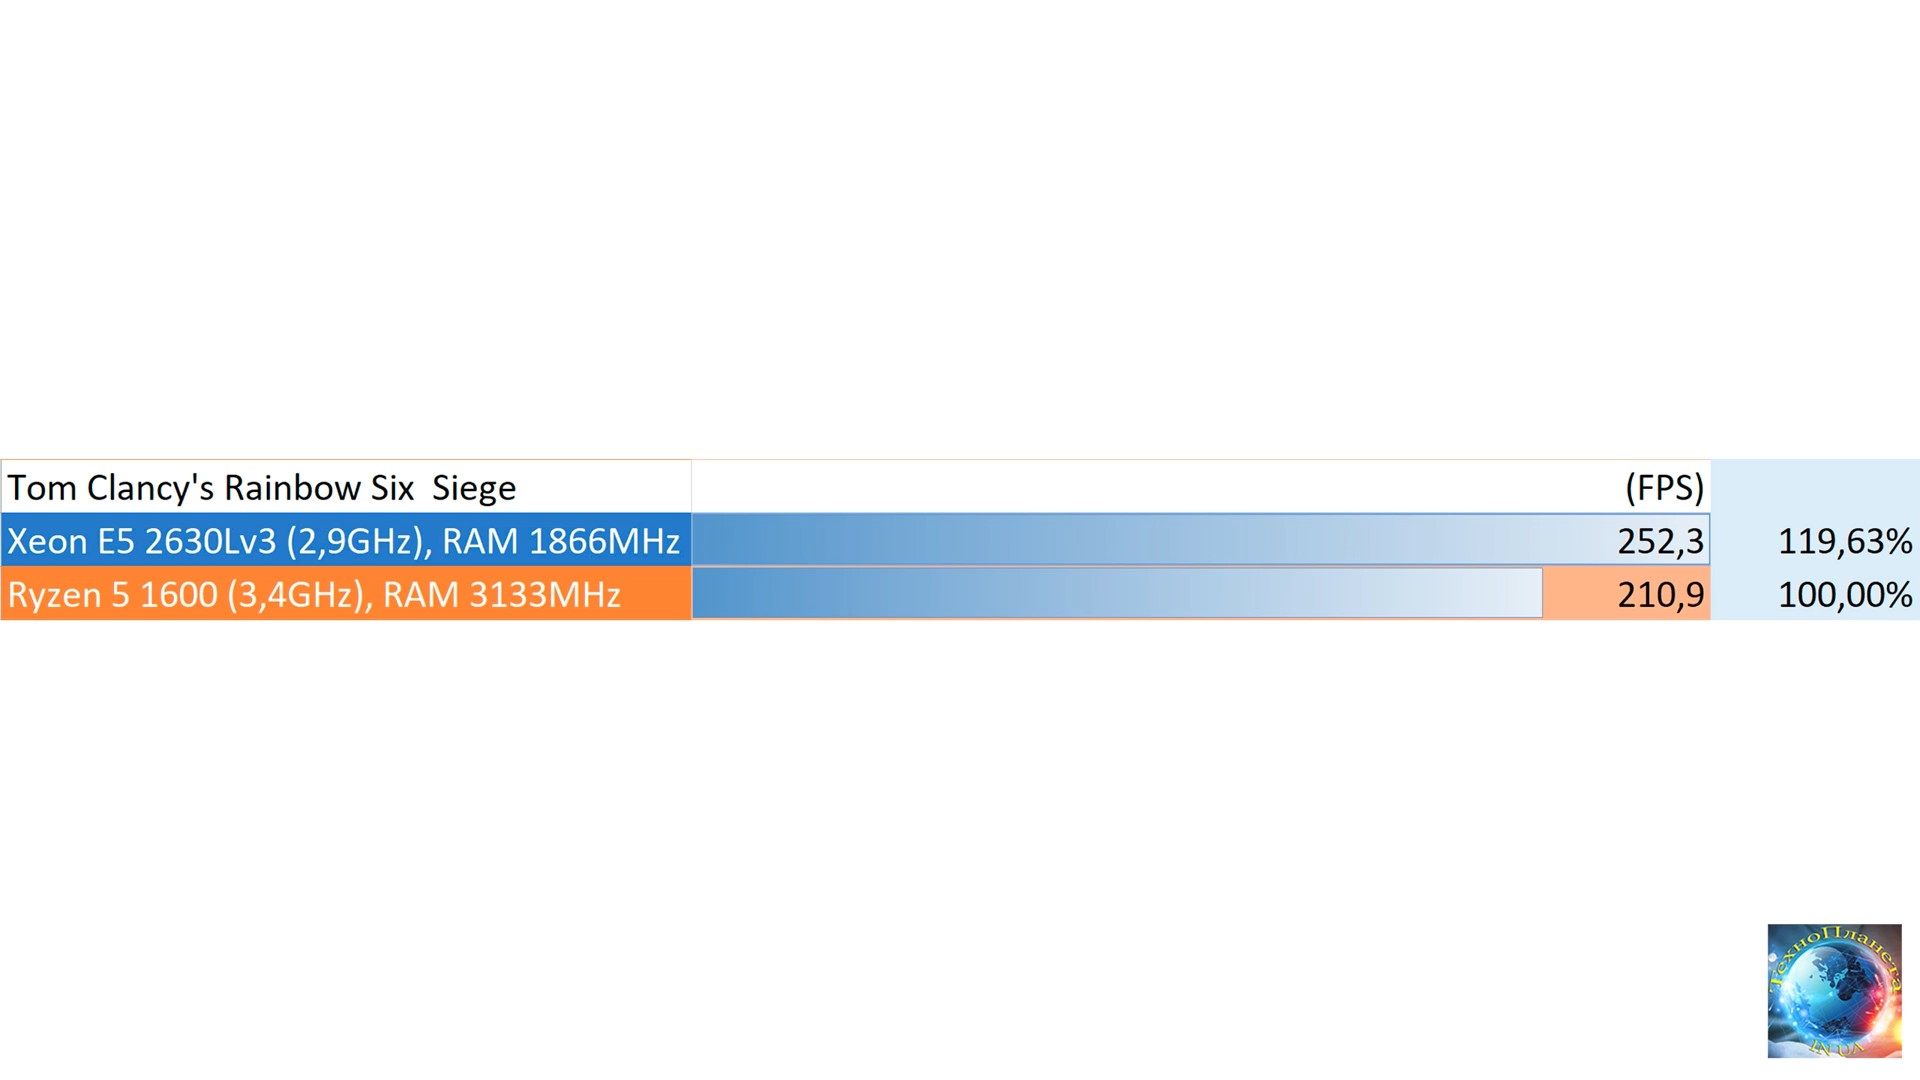 Tom Clancy's Rainbow Six  Siege (FPS)
Xeon E5 2630Lv3 (2,9GHz), RAM 1866MHz 252,3 119,63%
Ryzen 5 1600 (3,4GHz), RAM 3133MHz 210,9 100,00%
ТехноПланета
IN UA